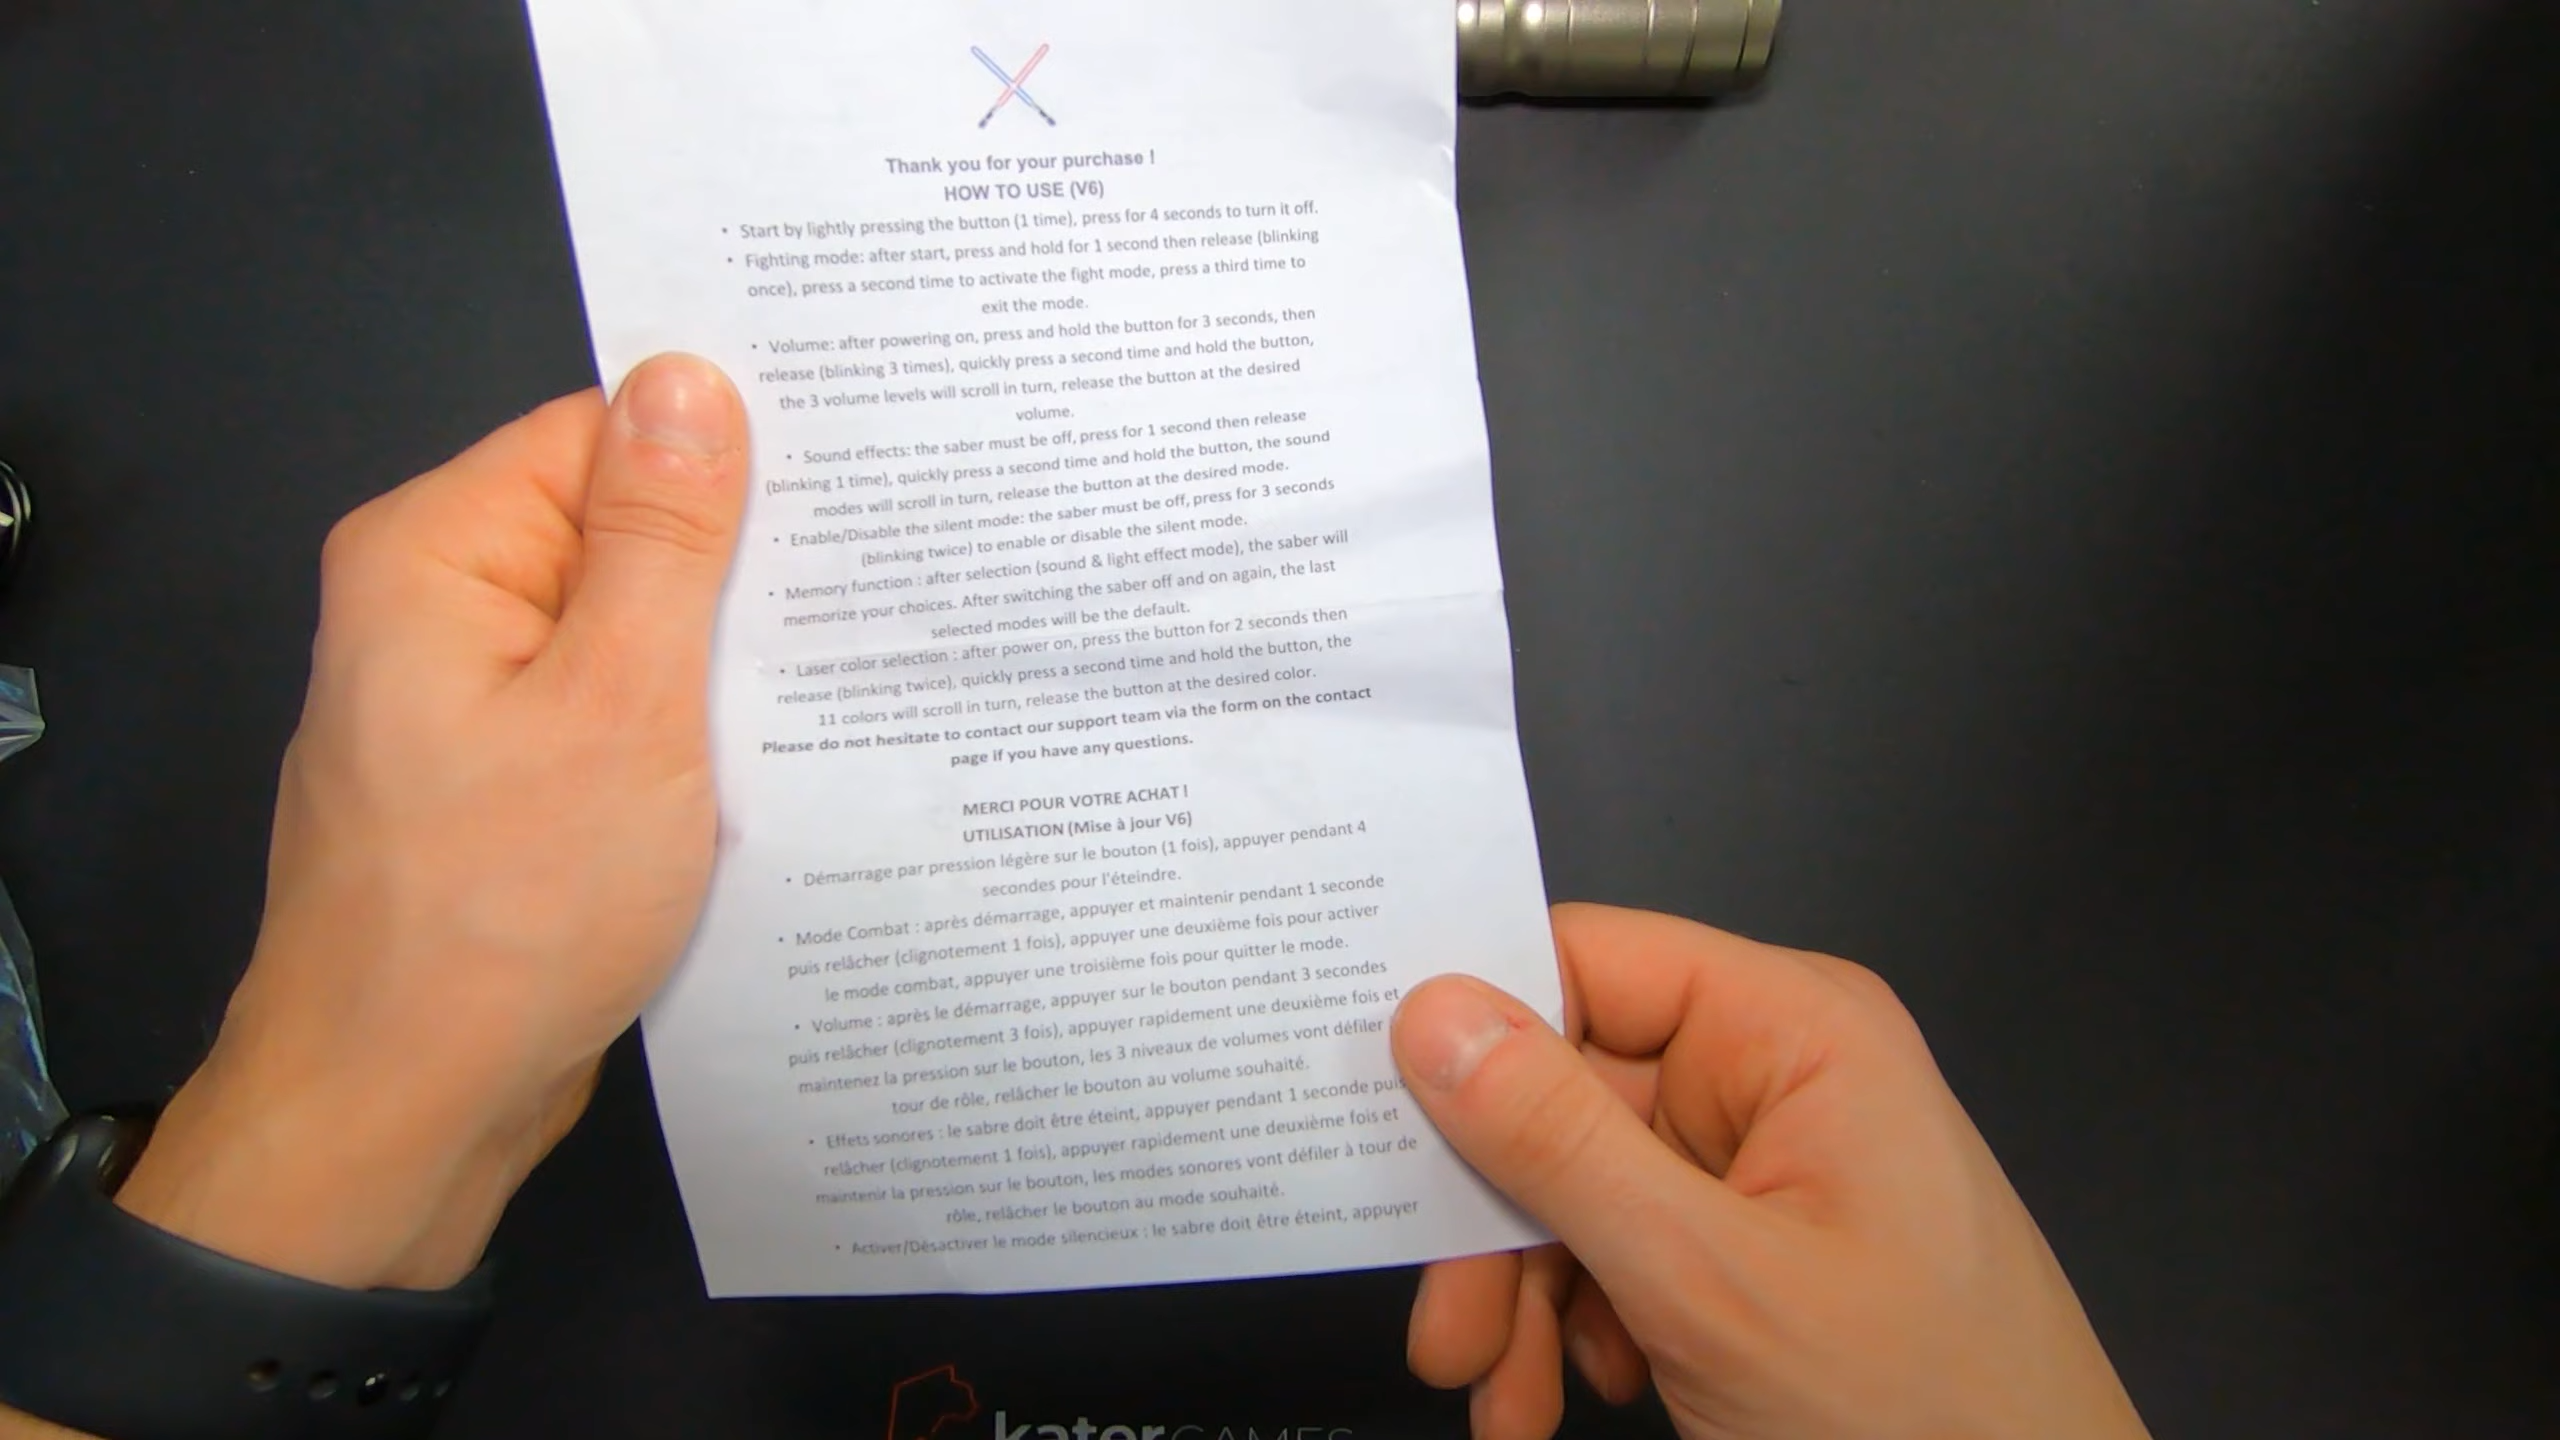 Thank you for your purchase !
HOW TO USE (V6)
• Start by lightly pressing the button (1 time), press for 4 seconds to turn it off.
• Fighting mode: after start, press and hold for 1 second then release (blinking
once), press a second time to activate the fight mode, press a third time to
exit the mode.
• Volume: after powering on, press and hold the button for 3 seconds, then
release (blinking 3 times), quickly press a second time and hold the button,
the 3 volume levels will scroll in turn, release the button at the desired
volume.
• Sound effects: the saber must be off, press for 1 second then release
(blinking 1 time), quickly press a second time and hold the button, the sound
modes will scroll in turn, release the button at the desired mode.
• Enable/Disable the silent mode: the saber must be off, press for 3 seconds
(blinking twice) to enable or disable the silent mode.
• Memory function : after selection (sound & light effect mode), the saber will
memorize your choices. After switching the saber off and on again, the last
selected modes will be the default.
• Laser color selection : after power on, press the button for 2 seconds then
release (blinking twice), quickly press a second time and hold the button, the
11 colors will scroll in turn, release the button at the desired color.
Please do not hesitate to contact our support team via the form on the contact
page if you have any questions.
MERCI POUR VOTRE ACHAT !
UTILISATION (Mise à jour V6)
• Démarrage par pression légère sur le bouton (1 fois), appuyer pendant 4
secondes pour l'éteindre.
• Mode Combat : après démarrage, appuyer et maintenir pendant 1 seconde
puis relâcher (clignotement 1 fois), appuyer une deuxième fois pour activer
le mode combat, appuyer une troisième fois pour quitter le mode.
• Volume : après le démarrage, appuyer sur le bouton pendant 3 secondes
puis relâcher (clignotement 3 fois), appuyer rapidement une deuxième fois et
maintenez la pression sur le bouton, les 3 niveaux de volumes vont défiler
tour de rôle, relâcher le bouton au volume souhaité.
• Effets sonores : le sabre doit être éteint, appuyer pendant 1 seconde puis
relâcher (clignotement 1 fois), appuyer rapidement une deuxième fois et
maintenir la pression sur le bouton, les modes sonores vont défiler à tour de
rôle, relâcher le bouton au mode souhaité.
• Activer/Désactiver le mode silencieux : le sabre doit être éteint, appuyer
katorGAMES